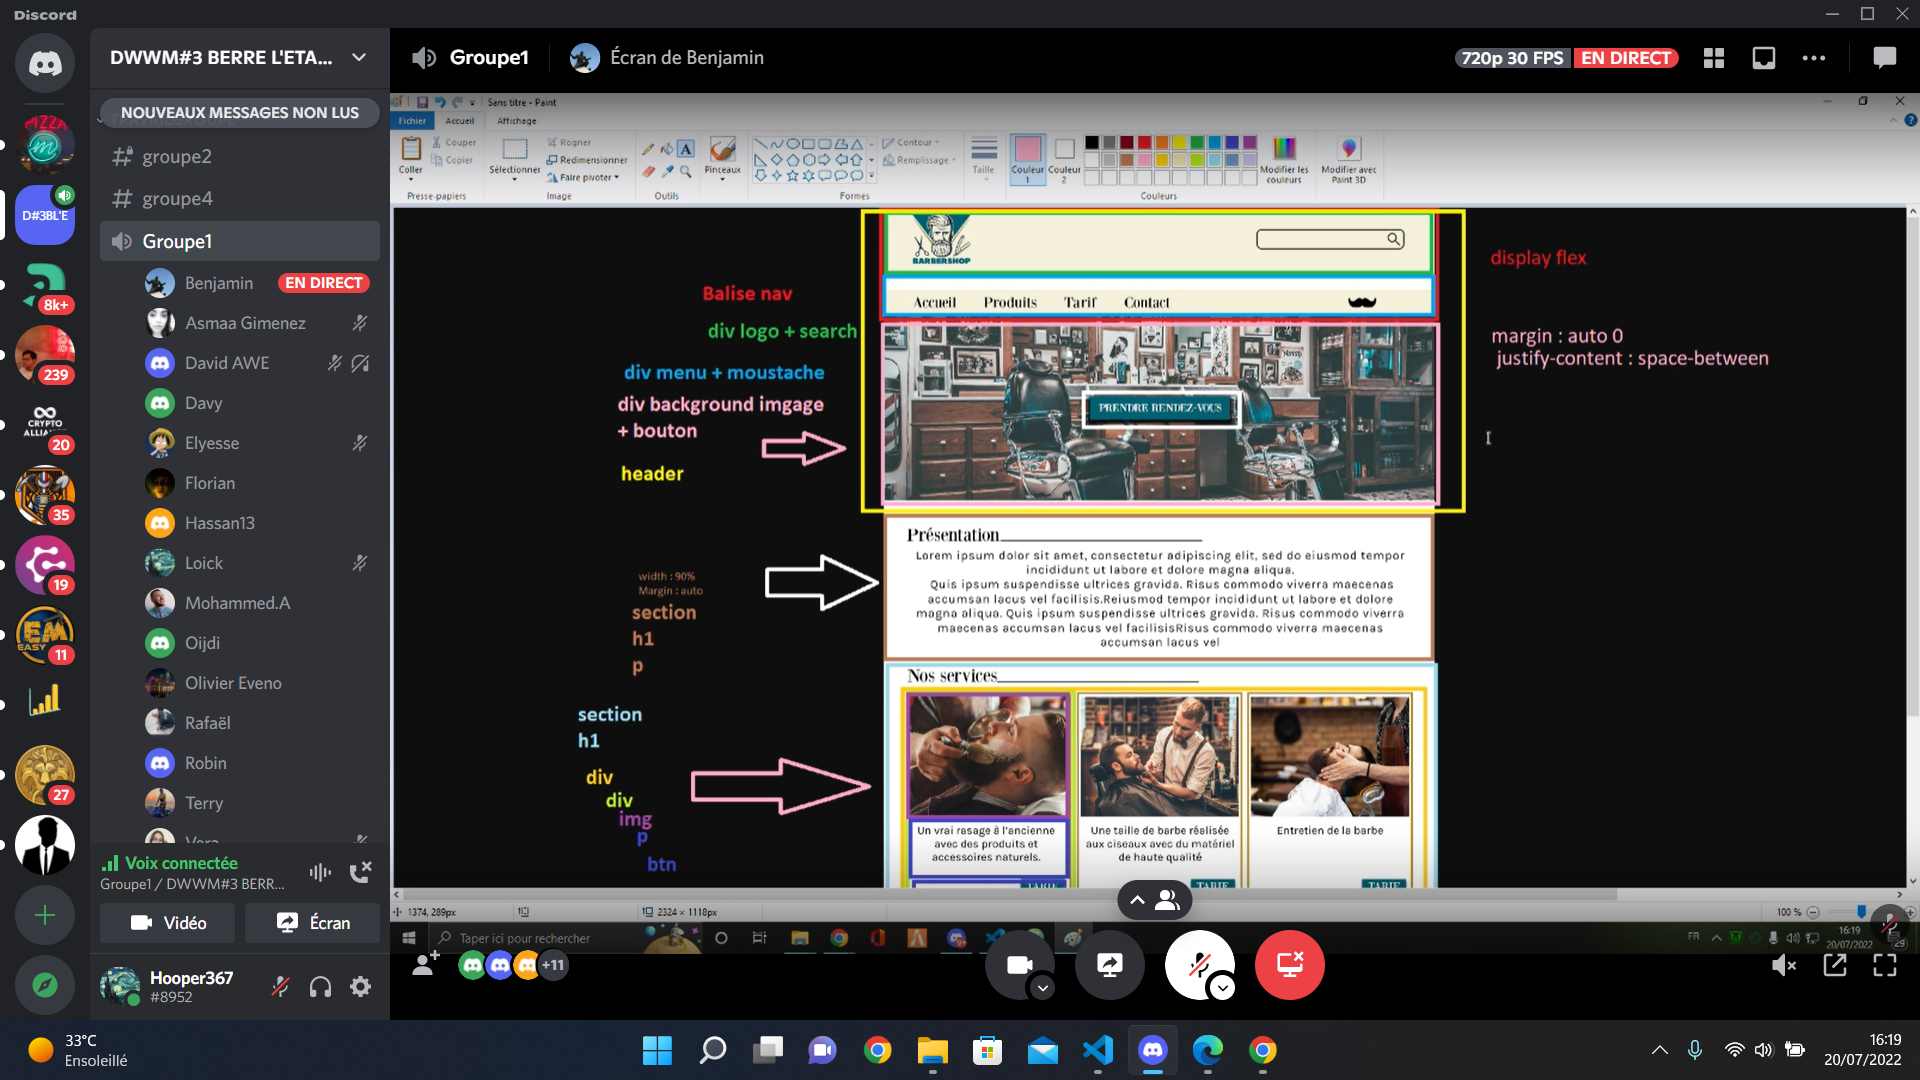 Discord
DWWM#3 BERRE L'ETA...
NOUVEAUX MESSAGES NON LUS
groupe2
groupe4
Groupe1
Benjamin
EN DIRECT
Asmaa Gimenez
David AWE
Davy
Elyesse
Florian
Hassan13
Loick
Mohammed.A
Oijdi
Olivier Eveno
Rafaël
Robin
Terry
Voix connectée
Groupe1 / DWWM#3 BERR...
Vidéo
Écran
Hooper367
#8952
PIZZA
D#3BL'E
8k+
239
CRYPTO
20
35
19
EM
EASY
11
27
Groupe1
Écran de Benjamin
720p 30 FPS
EN DIRECT
Sans titre - Paint
Fichier
Accueil
Affichage
Coller
Couper
Copier
Presse-papiers
Sélectionner
Rogner
Redimensionner
Faire pivoter
Image
A
Outils
Pinceaux
Formes
Contour
Remplissage
Taille
Couleur 1
Couleur 2
Modifier les couleurs
Modifier avec Paint 3D
Couleurs
BARBERSHOP
Accueil
Produits
Tarif
Contact
PRENDRE RENDEZ-VOUS
Balise nav
div logo + search
div menu + moustache
div background imgage
+ bouton
header
display flex
margin : auto 0
justify-content : space-between
width : 90%
Margin : auto
section
h1
p
Présentation
Lorem ipsum dolor sit amet, consectetur adipiscing elit, sed do eiusmod tempor
incididunt ut labore et dolore magna aliqua.
Quis ipsum suspendisse ultrices gravida. Risus commodo viverra maecenas
accumsan lacus vel facilisis.Reiusmod tempor incididunt ut labore et dolore
magna aliqua. Quis ipsum suspendisse ultrices gravida. Risus commodo viverra
maecenas accumsan lacus vel facilisisRisus commodo viverra maecenas
accumsan lacus vel
section
h1
div
div
img
p
btn
Nos services
Un vrai rasage à l'ancienne
avec des produits et
accessoires naturels.
Une taille de barbe réalisée
aux ciseaux avec du matériel
de haute qualité
Entretien de la barbe
TARIF
TARIF
TARIF
1374, 289px
2324 × 1118px
100 %
Taper ici pour rechercher
FR
16:19
20/07/2022
29
+11
33°C
Ensoleillé
16:19
20/07/2022